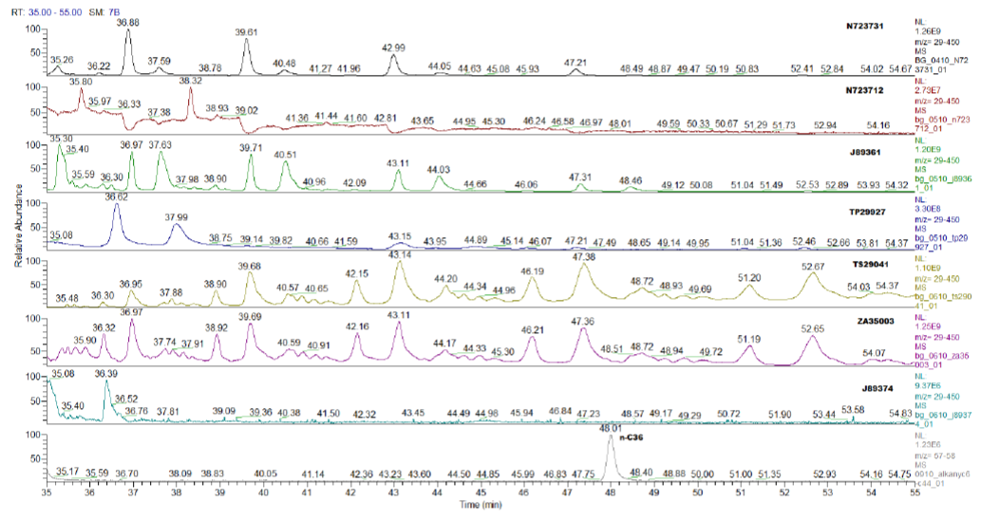 RT: 35.00 - 55.00 SM: 7B
36.88
100
N723731
NL:
1.26E9
m/z= 29-450
MS
BG_0410_N72
3731_01
39.61
42.99
50
35.26 36.22 37.59 38.78 40.48 41.27 41.96 44.05 44.63 45.08 45.93 47.21 48.49 48.87 49.47 50.19 50.83 52.41 52.84 54.02 54.67
100
35.80 38.32
N723712
NL:
2.73E7
m/z= 29-450
MS
bg_0510_n723
712_01
50
35.97 36.33 37.38 38.93 39.02 41.36 41.44 41.60 42.81 43.65 44.95 45.30 46.24 46.58 46.97 48.01 49.59 50.33 50.67 51.29 51.73 52.94 54.16
100
35.30 35.40 36.97 37.63 39.71 40.51
J89361
NL:
1.20E9
m/z= 29-450
MS
bg_0510_j8936
1_01
50
35.59 36.30 37.98 38.90 40.96 42.09 43.11 44.03 44.66 46.06 47.31 48.46 49.12 50.08 51.04 51.49 52.53 52.89 53.93 54.32
100
36.62 37.99
TP29927
NL:
3.30E8
m/z= 29-450
MS
bg_0510_tp29
927_01
50
35.08 38.75 39.14 39.82 40.66 41.59 43.15 43.95 44.89 45.14 46.07 47.21 47.49 48.65 49.14 49.95 51.04 51.36 52.46 52.66 53.81 54.37
Relative Abundance
100
39.68 42.15 43.14 46.19 47.38 52.67
TS29041
NL:
1.10E9
m/z= 29-450
MS
bg_0610_ts290
41_01
50
35.48 36.30 36.95 37.88 38.90 40.57 40.65 44.20 44.34 44.96 48.72 48.93 49.69 51.20 54.03 54.37
100
36.32 36.97 38.92 39.69 42.16 43.11 46.21 47.36 52.65
ZA35003
NL:
1.25E9
m/z= 29-450
MS
bg_0610_za35
003_01
50
35.90 37.74 37.91 40.59 40.91 44.17 44.33 45.30 48.51 48.72 48.94 49.72 51.19 54.07
100
35.08 36.39
J89374
NL:
9.37E6
m/z= 29-450
MS
bg_0610_j8937
4_01
50
35.40 36.52 36.76 37.81 39.09 39.36 40.38 41.50 42.32 43.45 44.49 44.98 45.94 46.84 47.23 48.57 49.17 49.29 50.72 51.90 53.44 53.58 54.83
100
48.01
n-C36
NL:
1.23E6
m/z= 57-58
MS
0910_alkanyc6
-c44_01
50
35.17 35.59 36.70 38.09 38.83 40.05 41.14 42.36 43.23 43.60 44.50 44.85 45.99 46.83 47.75 48.40 48.88 50.00 51.00 51.35 52.93 54.16 54.75
35 36 37 38 39 40 41 42 43 44 45 46 47 48 49 50 51 52 53 54 55
Time (min)